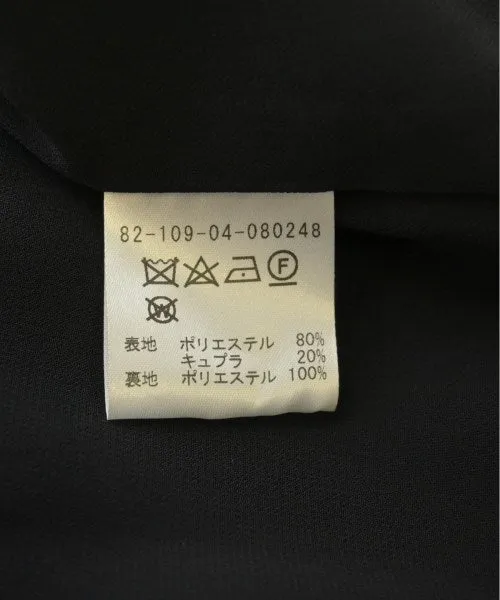 82-109-04-080248
F
W
表地 ポリエステル 80%
キュプラ 20%
裏地 ポリエステル 100%